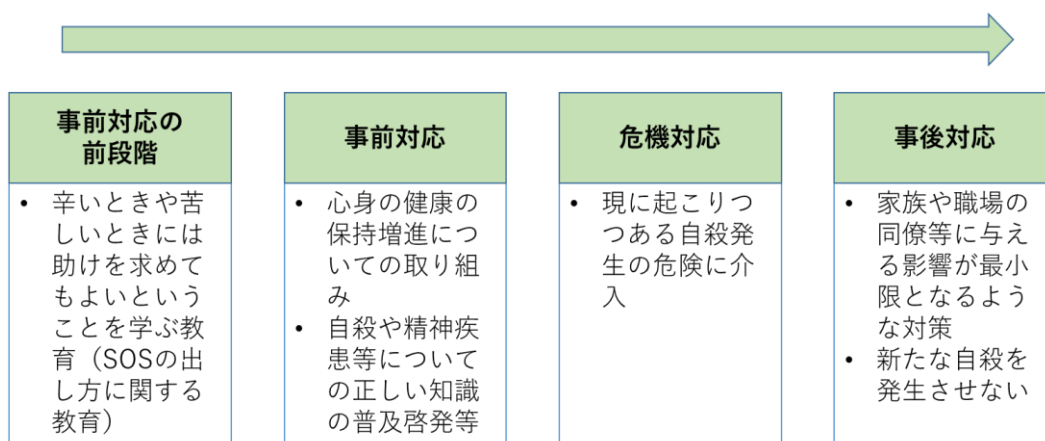 事前対応の
前段階
• 辛いときや苦
しいときには
助けを求めて
もよいという
ことを学ぶ教
育（SOSの出
し方に関する
教育）
事前対応
• 心身の健康の
保持増進につ
いての取り組
み
• 自殺や精神疾
患等について
の正しい知識
の普及啓発等
危機対応
• 現に起こりつ
つある自殺発
生の危険に介
入
事後対応
• 家族や職場の
同僚等に与え
る影響が最小
限となるよう
な対策
• 新たな自殺を
発生させない